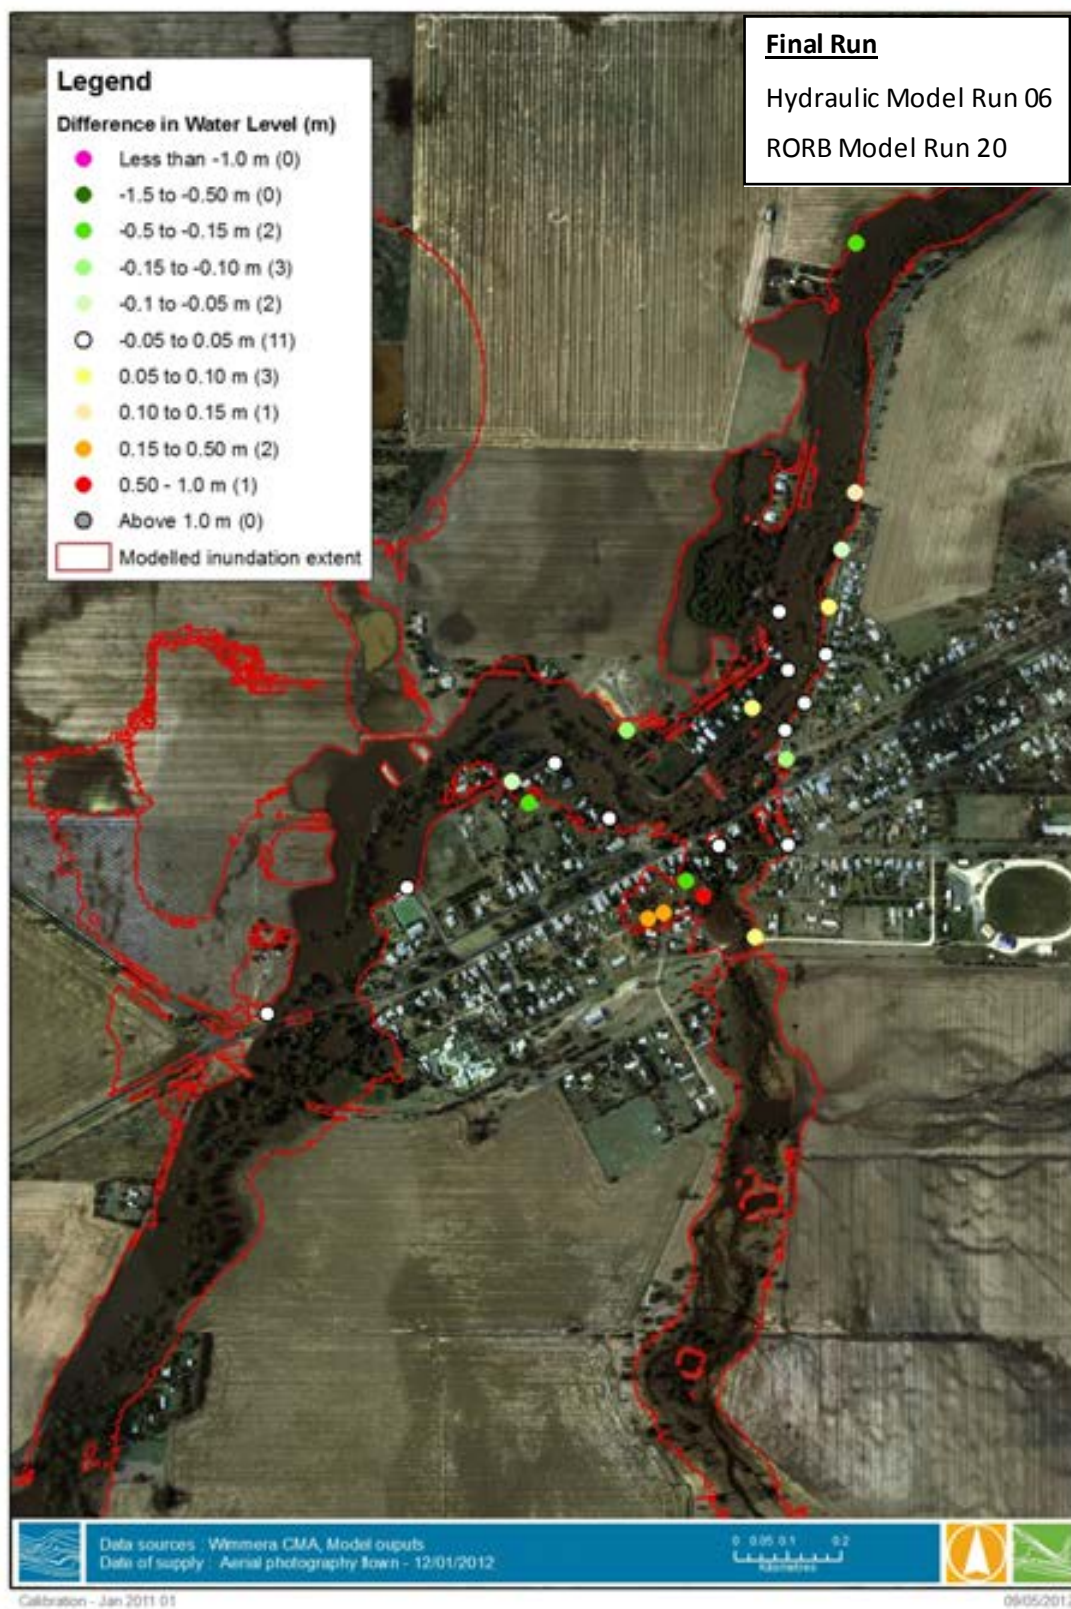 Final Run
Hydraulic Model Run 06
RORB Model Run 20
Legend
Difference in Water Level (m)
Less than -1.0 m (0)
-1.5 to -0.50 m (0)
-0.5 to -0.15 m (2)
-0.15 to -0.10 m (3)
-0.1 to -0.05 m (2)
-0.05 to 0.05 m (11)
0.05 to 0.10 m (3)
0.10 to 0.15 m (1)
0.15 to 0.50 m (2)
0.50 - 1.0 m (1)
Above 1.0 m (0)
Modelled inundation extent
Data sources : Wimmera CMA, Model ouputs
Date of supply : Aerial photography flown - 12/01/2012
0 0.05 0.1 0.2
Kilometres
Calibration - Jan 2011 01
09/05/2012